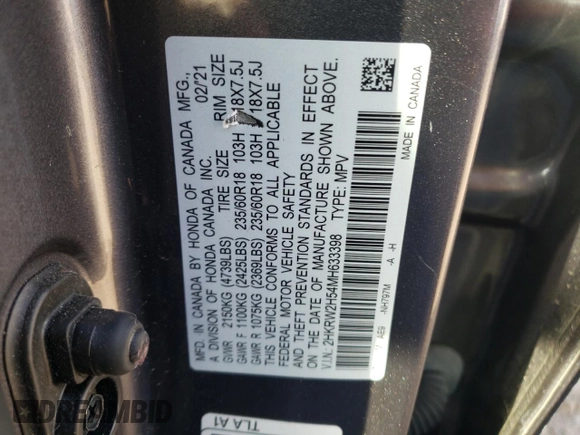 MFD. IN CANADA BY HONDA OF CANADA MFG.,
A DIVISION OF HONDA CANADA INC. 02/21
TIRE SIZE RIM SIZE
GVWR 2150KG (4739LBS)
GAWR F 1100KG (2425LBS) 235/60R18 103H 18X7.5J
GAWR R 1075KG (2369LBS) 235/60R18 103H 18X7.5J
THIS VEHICLE CONFORMS TO ALL APPLICABLE
FEDERAL MOTOR VEHICLE SAFETY
AND THEFT PREVENTION STANDARDS IN EFFECT
ON THE DATE OF MANUFACTURE SHOWN ABOVE.
V.I.N. 2HKRW2H54MH633398 TYPE: MPV
AE9 -NH797M -A -H
MADE IN CANADA
TLA A1
DREAMBID